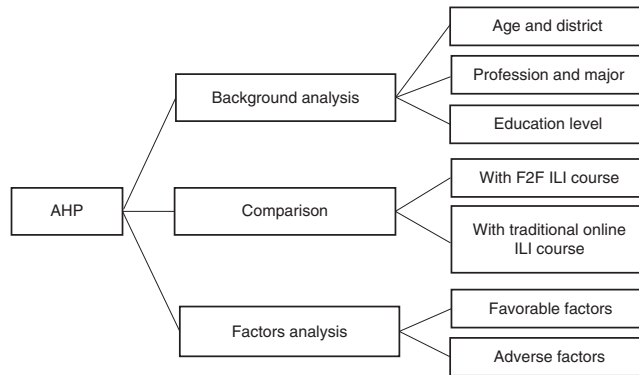 Age and district
Profession and major
Background analysis
Education level
With F2F ILI course
AHP
Comparison
With traditional online
ILI course
Favorable factors
Factors analysis
Adverse factors